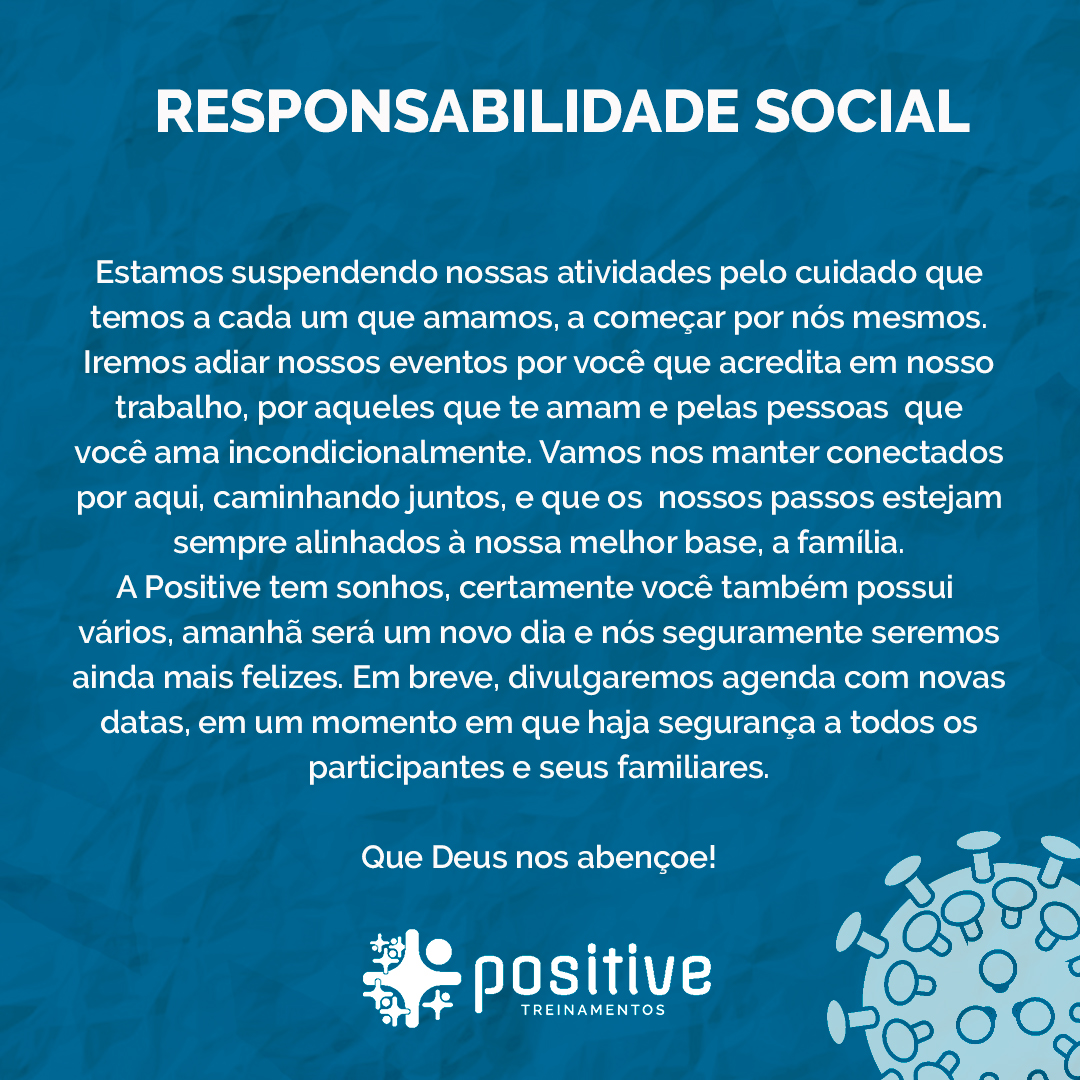 RESPONSABILIDADE SOCIAL
Estamos suspendendo nossas atividades pelo cuidado que
temos a cada um que amamos, a começar por nós mesmos.
Iremos adiar nossos eventos por você que acredita em nosso
trabalho, por aqueles que te amam e pelas pessoas  que
você ama incondicionalmente. Vamos nos manter conectados
por aqui, caminhando juntos, e que os  nossos passos estejam
sempre alinhados à nossa melhor base, a família.
A Positive tem sonhos, certamente você também possui
vários, amanhã será um novo dia e nós seguramente seremos
ainda mais felizes. Em breve, divulgaremos agenda com novas
datas, em um momento em que haja segurança a todos os
participantes e seus familiares.
Que Deus nos abençoe!
positive
TREINAMENTOS